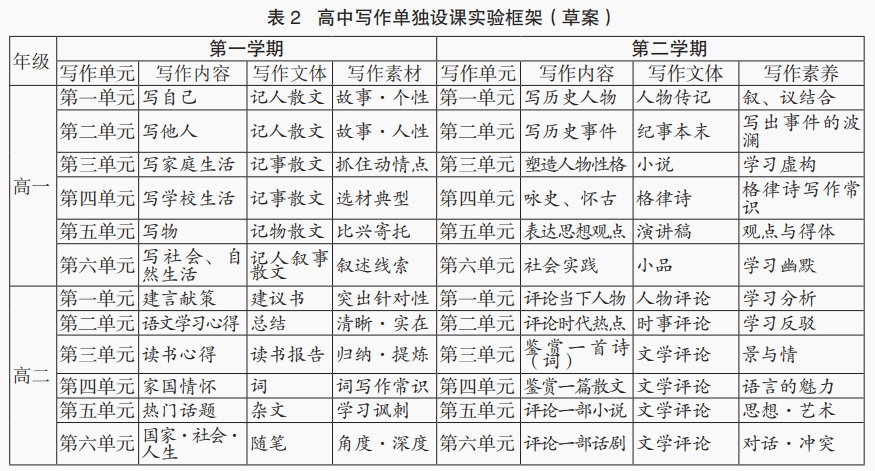 表 2 高中写作单独设课实验框架（草案）
年级 第一学期 第二学期
写作单元 写作内容 写作文体 写作素材 写作单元 写作内容 写作文体 写作素养
高一
第一单元 写自己 记人散文 故事·个性 第一单元 写历史人物 人物传记 叙、议结合
第二单元 写他人 记人散文 故事·人性 第二单元 写历史事件 纪事本末 写出事件的波
澜
第三单元 写家庭生活 记事散文 抓住动情点 第三单元 塑造人物性格 小说 学习虚构
第四单元 写学校生活 记事散文 选材典型 第四单元 咏史、怀古 格律诗 格律诗写作常
识
第五单元 写物 记物散文 比兴寄托 第五单元 表达思想观点 演讲稿 观点与得体
第六单元 写社会、自
然生活 记人叙事
散文 叙述线索 第六单元 社会实践 小品 学习幽默
高二
第一单元 建言献策 建议书 突出针对性 第一单元 评论当下人物 人物评论 学习分析
第二单元 语文学习心得 总结 清晰·实在 第二单元 评论时代热点 时事评论 学习反驳
第三单元 读书心得 读书报告 归纳·提炼 第三单元 鉴赏一首诗
（词） 文学评论 景与情
第四单元 家国情怀 词 词写作常识 第四单元 鉴赏一篇散文 文学评论 语言的魅力
第五单元 热门话题 杂文 学习讽刺 第五单元 评论一部小说 文学评论 思想·艺术
第六单元 国家·社会·
人生 随笔 角度·深度 第六单元 评论一部话剧 文学评论 对话·冲突